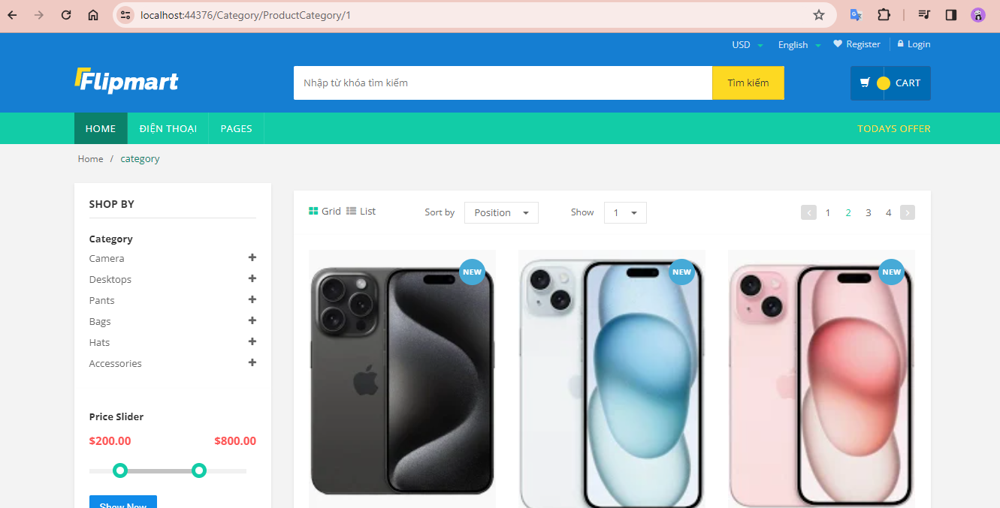 localhost:44376/Category/ProductCategory/1
USD English Register Login
Flipmart
Nhập từ khóa tìm kiếm Tìm kiếm CART
HOME ĐIỆN THOẠI PAGES TODAYS OFFER
Home / category
SHOP BY
Grid List Sort by Position Show 1 1 2 3 4
Category
Camera
Desktops
Pants
Bags
Hats
Accessories
NEW NEW NEW
Price Slider
$200.00 $800.00
Show Now